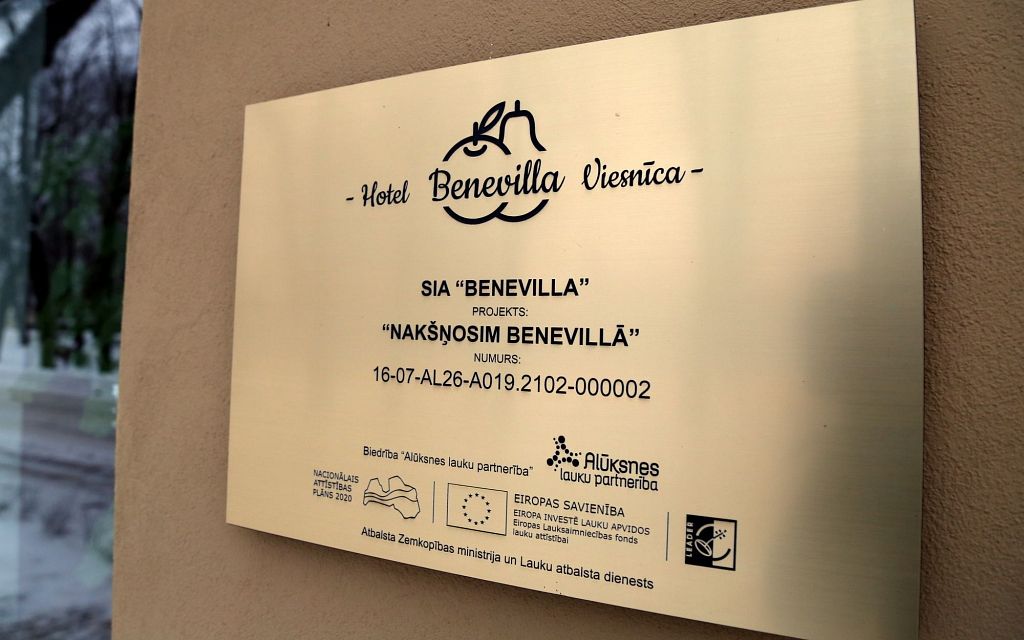 - Hotel Benevilla Viesnīca -
SIA “BENEVILLA”
PROJEKTS:
“NAKŠŅOSIM BENEVILLĀ”
NUMURS:
16-07-AL26-A019.2102-000002
Biedrība “Alūksnes lauku partnerība”
Alūksnes
lauku partnerība
NACIONĀLAIS
ATTĪSTĪBAS
PLĀNS 2020
EIROPAS SAVIENĪBA
EIROPA INVESTĒ LAUKU APVIDOS
Eiropas Lauksaimniecības fonds
lauku attīstībai
LEADER
Atbalsta Zemkopības ministrija un Lauku atbalsta dienests